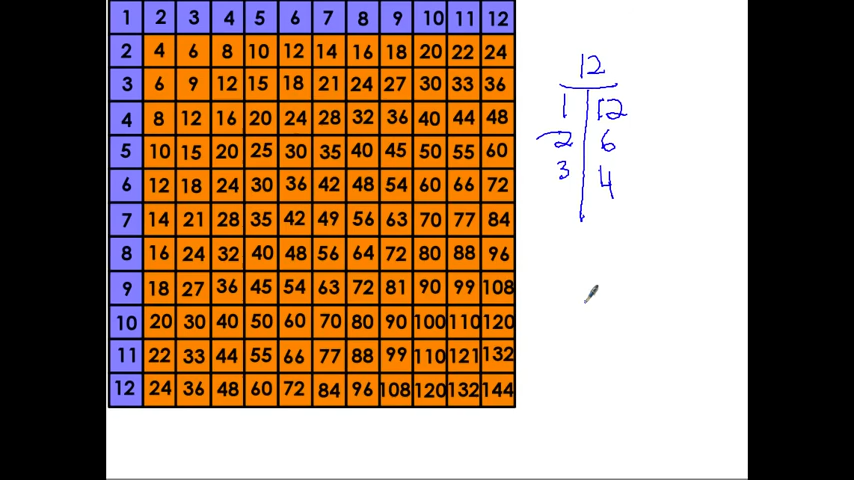 1 2 3 4 5 6 7 8 9 10 11 12
2 4 6 8 10 12 14 16 18 20 22 24
3 6 9 12 15 18 21 24 27 30 33 36
4 8 12 16 20 24 28 32 36 40 44 48
5 10 15 20 25 30 35 40 45 50 55 60
6 12 18 24 30 36 42 48 54 60 66 72
7 14 21 28 35 42 49 56 63 70 77 84
8 16 24 32 40 48 56 64 72 80 88 96
9 18 27 36 45 54 63 72 81 90 99 108
10 20 30 40 50 60 70 80 90 100 110 120
11 22 33 44 55 66 77 88 99 110 121 132
12 24 36 48 60 72 84 96 108 120 132 144
12
1 12
2 6
3 4